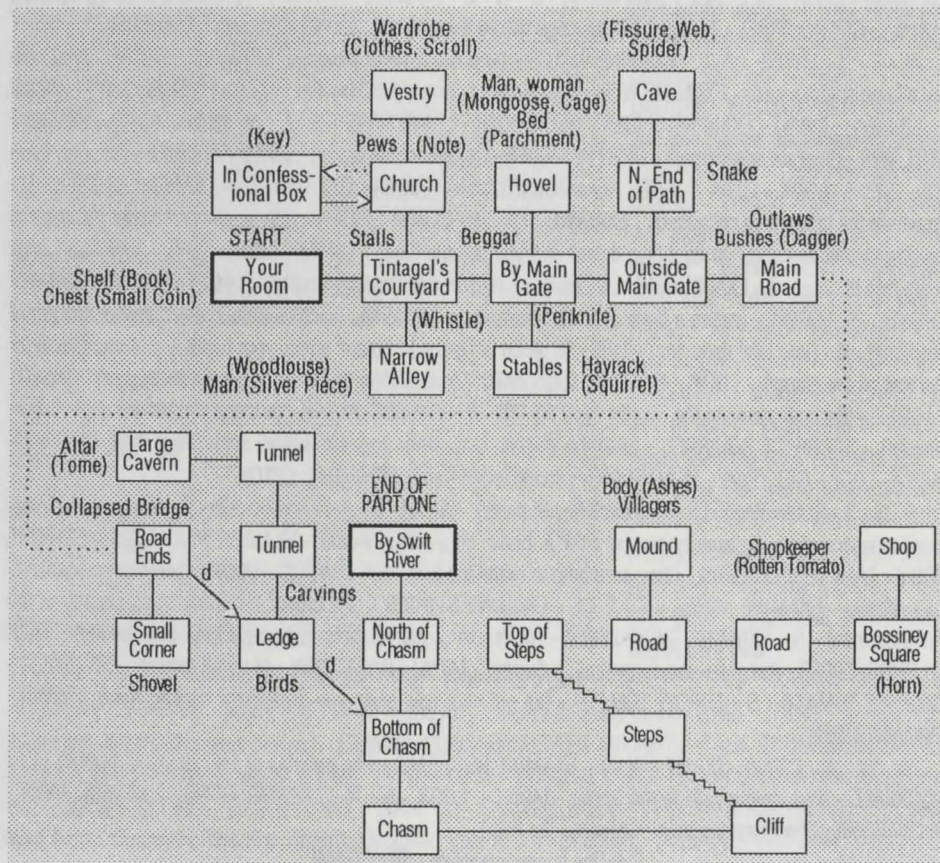 Wardrobe
(Clothes, Scroll)
(Fissure, Web,
Spider)
Vestry
Man, woman
(Mongoose, Cage)
Bed
(Parchment)
Cave
(Key)
Pews
(Note)
In Confess-
ional Box
Church
Hovel
N. End
of Path
Snake
START
Stalls
Beggar
Outlaws
Bushes (Dagger)
Shelf (Book)
Chest (Small Coin)
Your
Room
Tintagel's
Courtyard
By Main
Gate
Outside
Main Gate
Main
Road
(Whistle)
(Penknife)
(Woodlouse)
Man (Silver Piece)
Narrow
Alley
Stables
Hayrack
(Squirrel)
Altar
(Tome)
Large
Cavern
Tunnel
END OF
PART ONE
Body (Ashes)
Villagers
Collapsed Bridge
Road
Ends
Tunnel
By Swift
River
Mound
Shopkeeper
(Rotten Tomato)
Shop
d
Carvings
Small
Corner
Ledge
North of
Chasm
Top of
Steps
Road
Road
Bossiney
Square
Shovel
Birds
d
(Horn)
Bottom of
Chasm
Steps
Chasm
Cliff